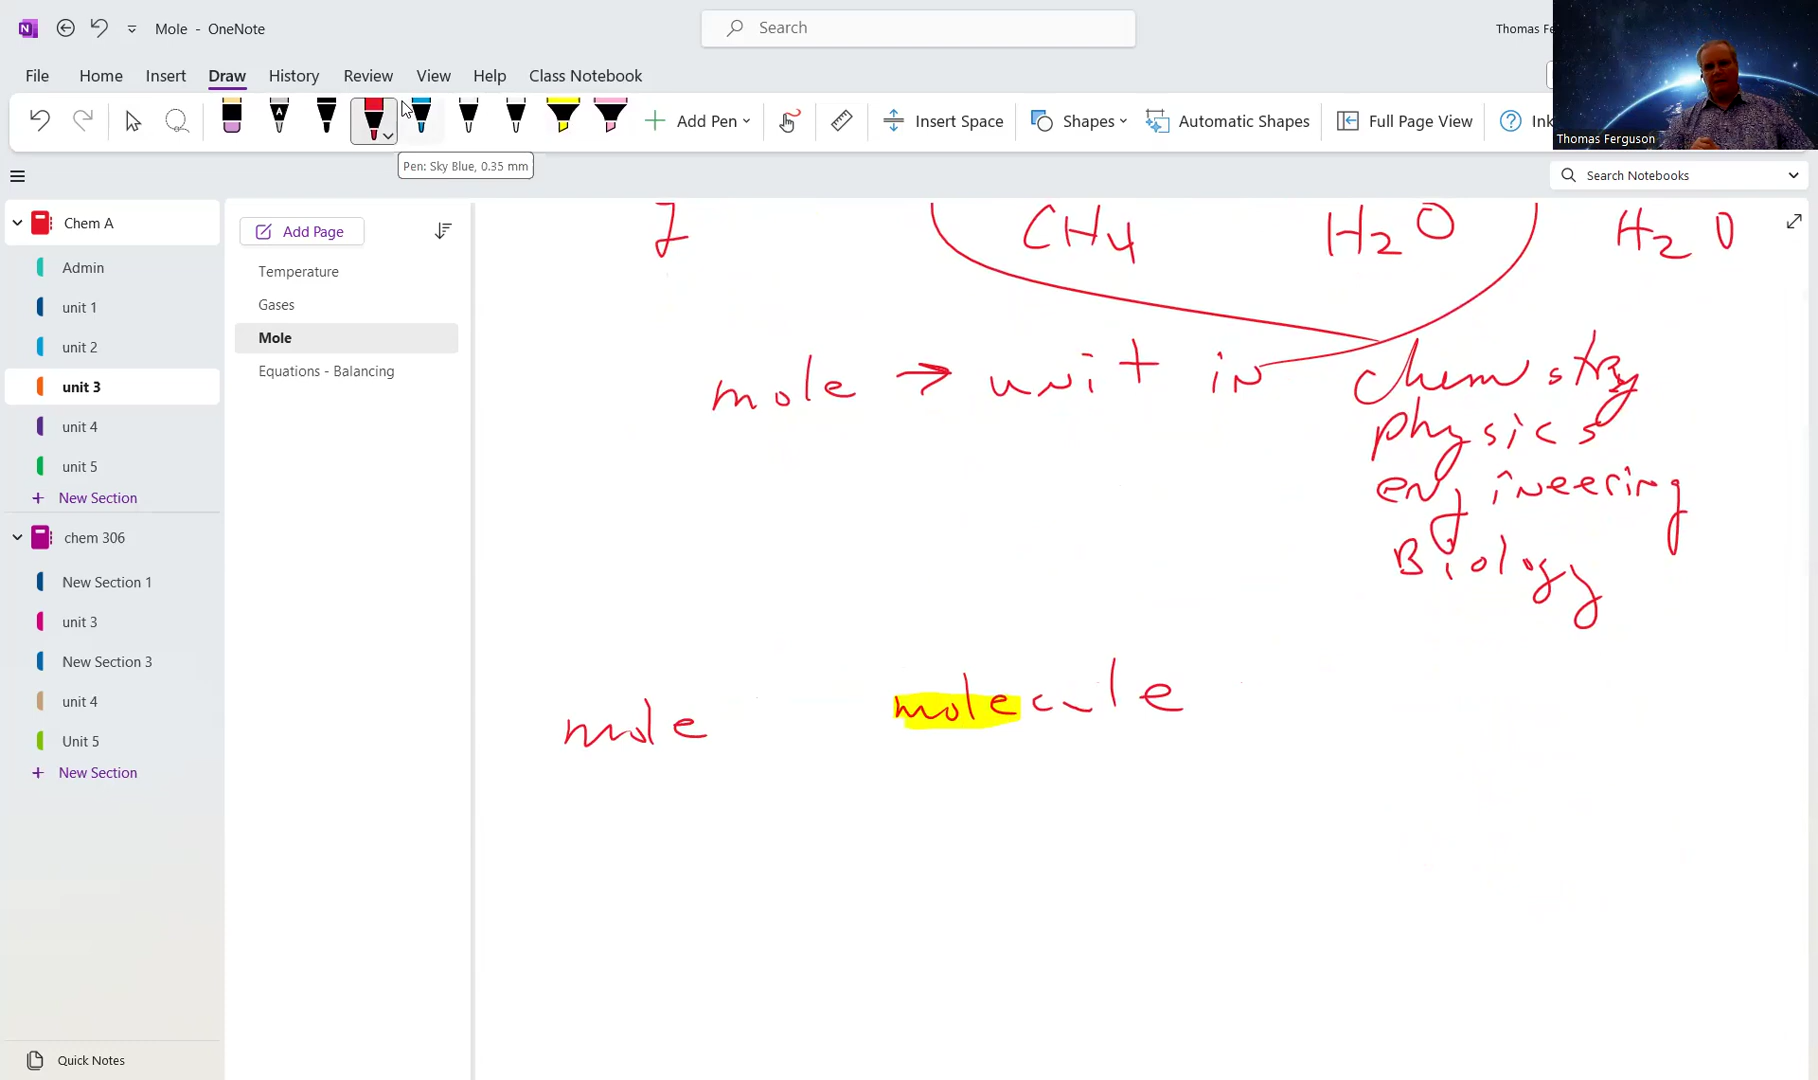 Mole - OneNote
Search
Thomas Fe
File Home Insert Draw History Review View Help Class Notebook
A
Add Pen
Insert Space
Shapes
Automatic Shapes
Full Page View
Ink
Thomas Ferguson
Pen: Sky Blue, 0.35 mm
Search Notebooks
Chem A
Admin
unit 1
unit 2
unit 3
unit 4
unit 5
New Section
chem 306
New Section 1
unit 3
New Section 3
unit 4
Unit 5
New Section
Quick Notes
Add Page
Temperature
Gases
Mole
Equations - Balancing
CH4 H2O H2O
mole → unit in chemstry
physics
engineering
Biology
mole molecule